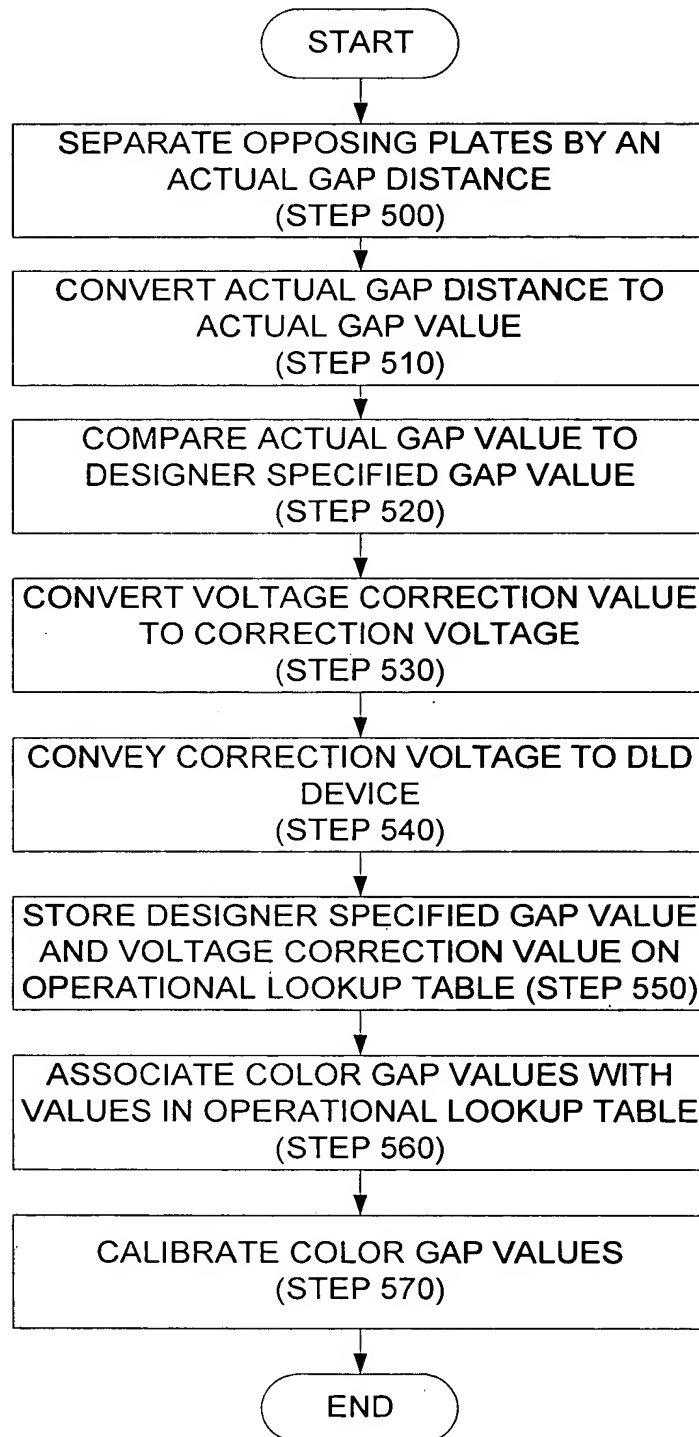 START
SEPARATE OPPOSING PLATES BY AN
ACTUAL GAP DISTANCE
(STEP 500)
CONVERT ACTUAL GAP DISTANCE TO
ACTUAL GAP VALUE
(STEP 510)
COMPARE ACTUAL GAP VALUE TO
DESIGNER SPECIFIED GAP VALUE
(STEP 520)
CONVERT VOLTAGE CORRECTION VALUE
TO CORRECTION VOLTAGE
(STEP 530)
CONVEY CORRECTION VOLTAGE TO DLD
DEVICE
(STEP 540)
STORE DESIGNER SPECIFIED GAP VALUE
AND VOLTAGE CORRECTION VALUE ON
OPERATIONAL LOOKUP TABLE (STEP 550)
ASSOCIATE COLOR GAP VALUES WITH
VALUES IN OPERATIONAL LOOKUP TABLE
(STEP 560)
CALIBRATE COLOR GAP VALUES
(STEP 570)
END